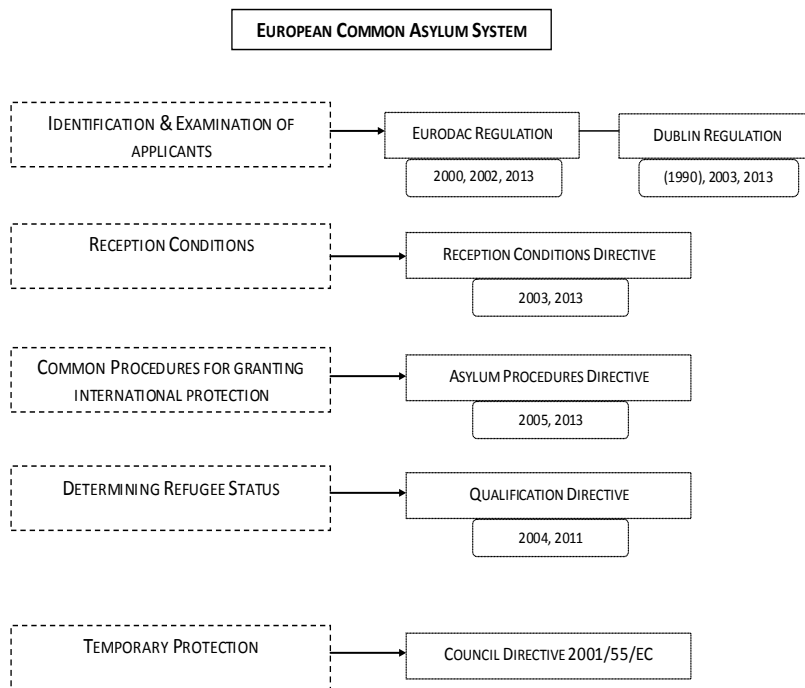 EUROPEAN COMMON ASYLUM SYSTEM
IDENTIFICATION & EXAMINATION OF
APPLICANTS
EURODAC REGULATION
2000, 2002, 2013
DUBLIN REGULATION
(1990), 2003, 2013
RECEPTION CONDITIONS
RECEPTION CONDITIONS DIRECTIVE
2003, 2013
COMMON PROCEDURES FOR GRANTING
INTERNATIONAL PROTECTION
ASYLUM PROCEDURES DIRECTIVE
2005, 2013
DETERMINING REFUGEE STATUS
QUALIFICATION DIRECTIVE
2004, 2011
TEMPORARY PROTECTION
COUNCIL DIRECTIVE 2001/55/EC